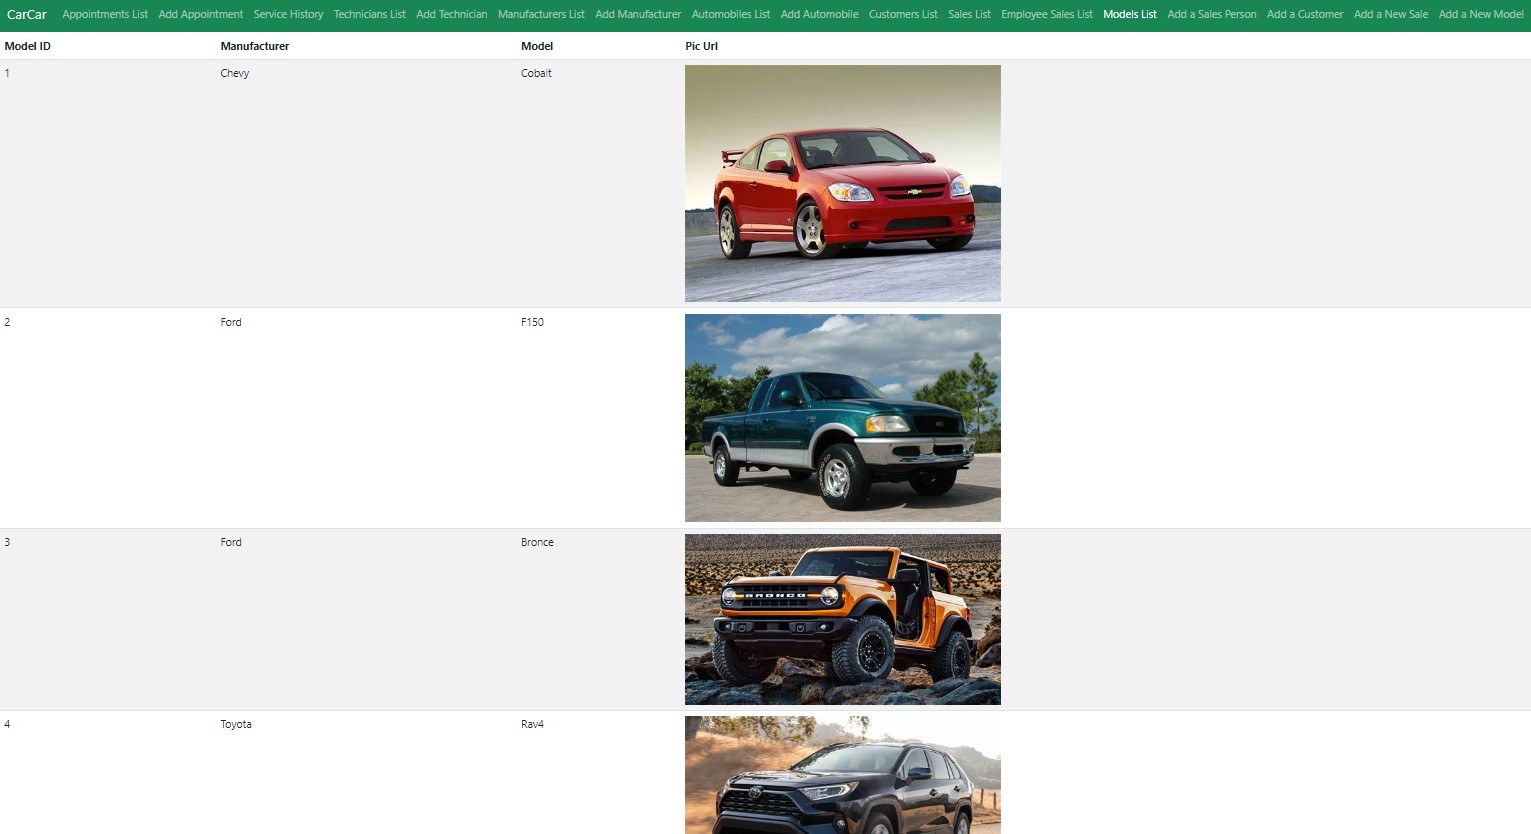 CarCar Appointments List Add Appointment Service History Technicians List Add Technician Manufacturers List Add Manufacturer Automobiles List Add Automobile Customers List Sales List Employee Sales List Models List Add a Sales Person Add a Customer Add a New Sale Add a New Model
Model ID Manufacturer Model Pic Url
1 Chevy Cobalt
2 Ford F150
3 Ford Bronce
BRONCO
4 Toyota Rav4